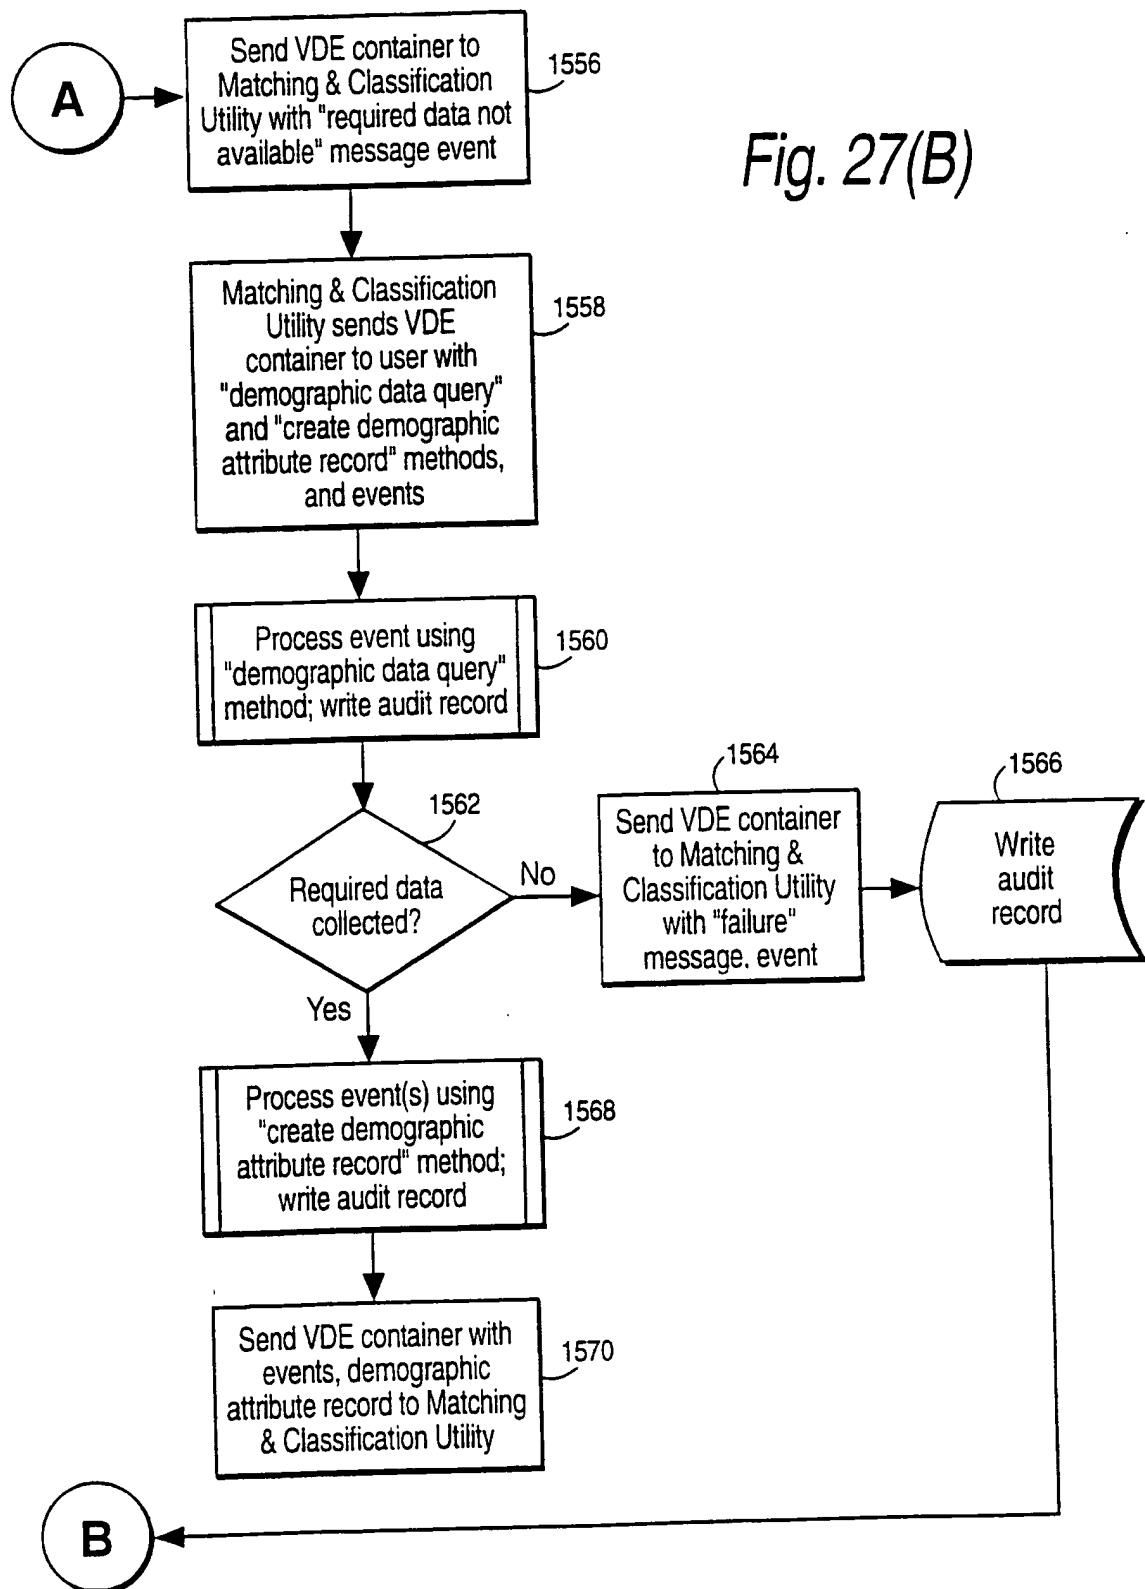 A
Send VDE container to
Matching & Classification
Utility with "required data not
available" message event
1556
Fig. 27(B)
Matching & Classification
Utility sends VDE
container to user with
"demographic data query"
and "create demographic
attribute record" methods,
and events
1558
Process event using
"demographic data query"
method; write audit record
1560
1562
Required data
collected?
No
Yes
1564
Send VDE container
to Matching &
Classification Utility
with "failure"
message. event
1566
Write
audit
record
Process event(s) using
"create demographic
attribute record" method;
write audit record
1568
Send VDE container with
events, demographic
attribute record to Matching
& Classification Utility
1570
B